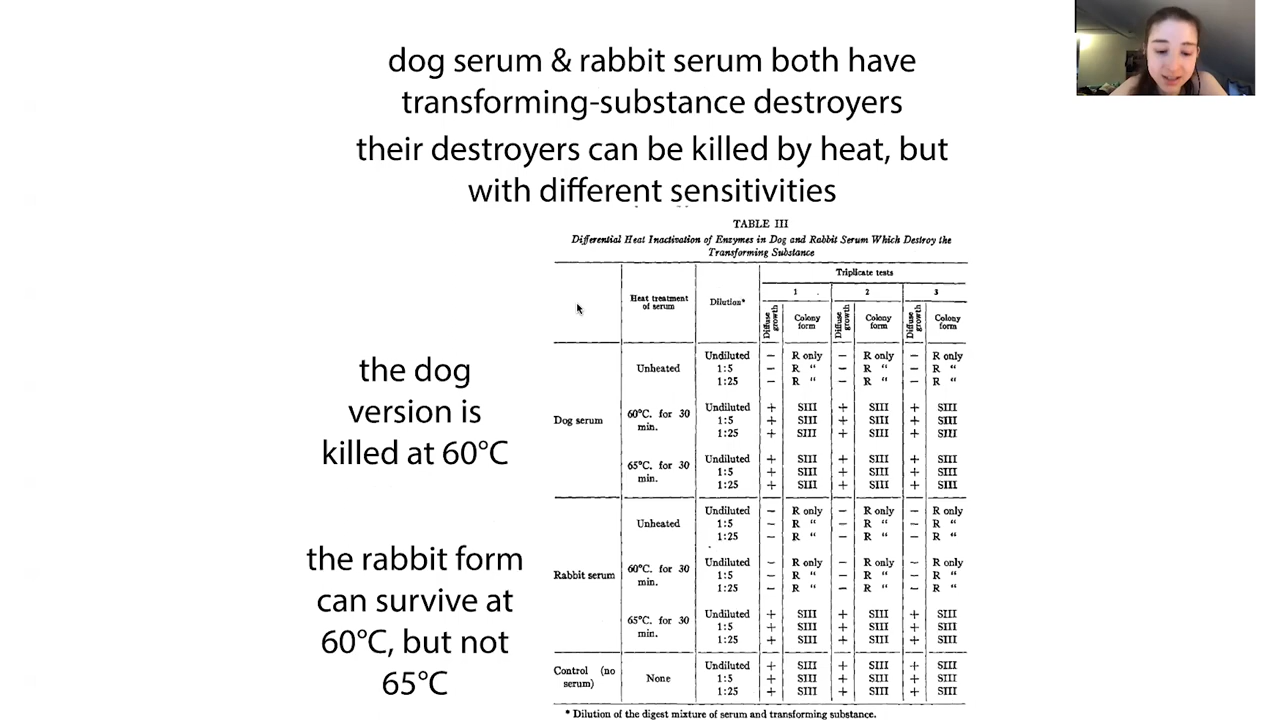 dog serum & rabbit serum both have
transforming-substance destroyers
their destroyers can be killed by heat, but
with different sensitivities
TABLE III
Differential Heat Inactivation of Enzymes in Dog and Rabbit Serum Which Destroy the
Transforming Substance
Heat treatment of serum
Dilution*
Triplicate tests
1 2 3
Diffuse growth Colony form Diffuse growth Colony form Diffuse growth Colony form
Dog serum
Unheated
Undiluted − R only − R only − R only
1:5 − R “ − R “ − R “
1:25 − R “ − R “ − R “
60°C. for 30 min.
Undiluted + SIII + SIII + SIII
1:5 + SIII + SIII + SIII
1:25 + SIII + SIII + SIII
65°C. for 30 min.
Undiluted + SIII + SIII + SIII
1:5 + SIII + SIII + SIII
1:25 + SIII + SIII + SIII
Rabbit serum
Unheated
Undiluted − R only − R only − R only
1:5 − R “ − R “ − R “
1:25 − R “ − R “ − R “
60°C. for 30 min.
Undiluted − R only − R only − R only
1:5 − R “ − R “ − R “
1:25 − R “ − R “ − R “
65°C. for 30 min.
Undiluted + SIII + SIII + SIII
1:5 + SIII + SIII + SIII
1:25 + SIII + SIII + SIII
Control (no serum)
None
Undiluted + SIII + SIII + SIII
1:5 + SIII + SIII + SIII
1:25 + SIII + SIII + SIII
* Dilution of the digest mixture of serum and transforming substance.
the dog
version is
killed at 60°C
the rabbit form
can survive at
60°C, but not
65°C